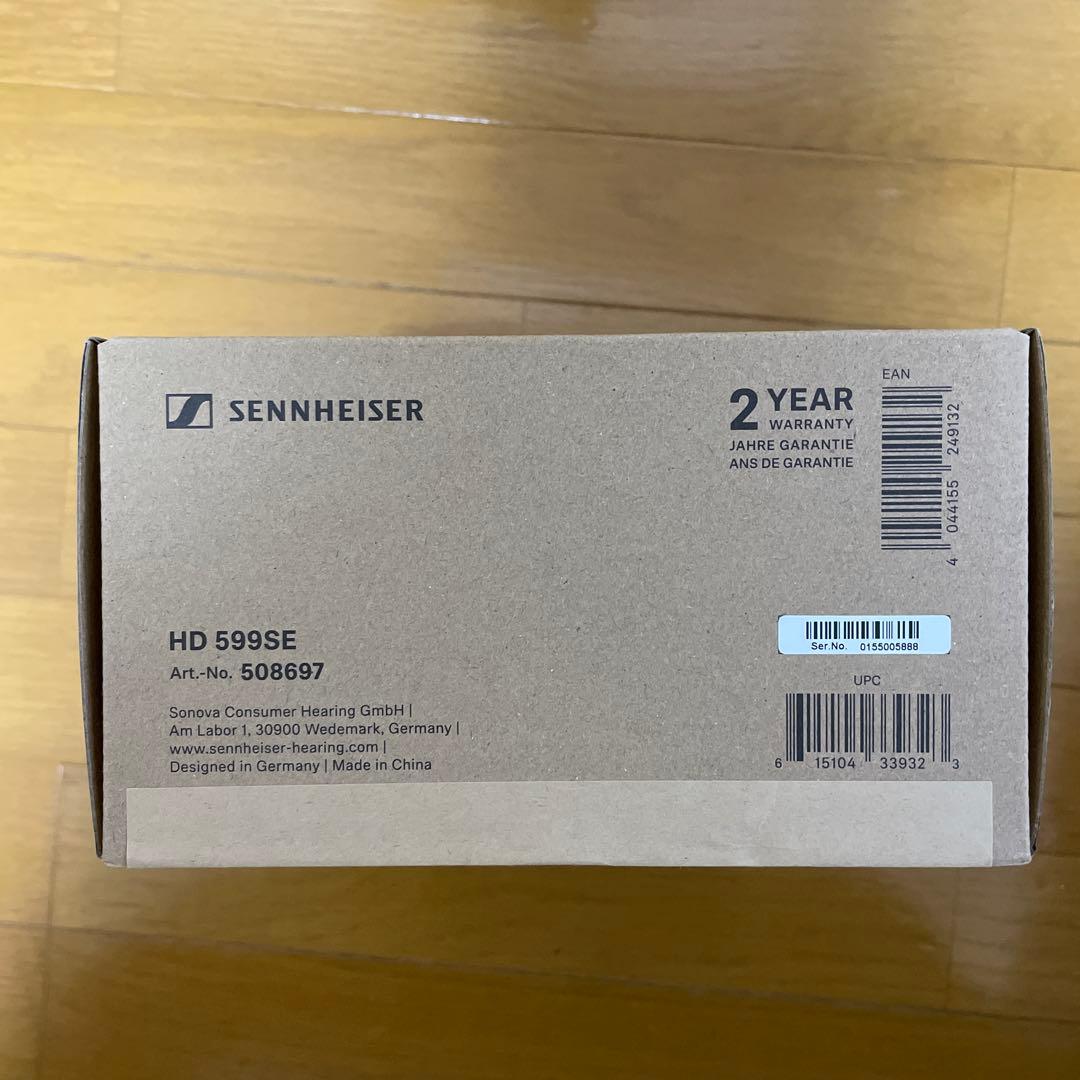 SENNHEISER
2 YEAR
WARRANTY
JAHRE GARANTIE
ANS DE GARANTIE
EAN
4 044155 249132
HD 599SE
Art.-No. 508697
Sonova Consumer Hearing GmbH |
Am Labor 1, 30900 Wedemark, Germany |
www.sennheiser-hearing.com |
Designed in Germany | Made in China
Ser.No. 0155005888
UPC
6 15104 33932 3